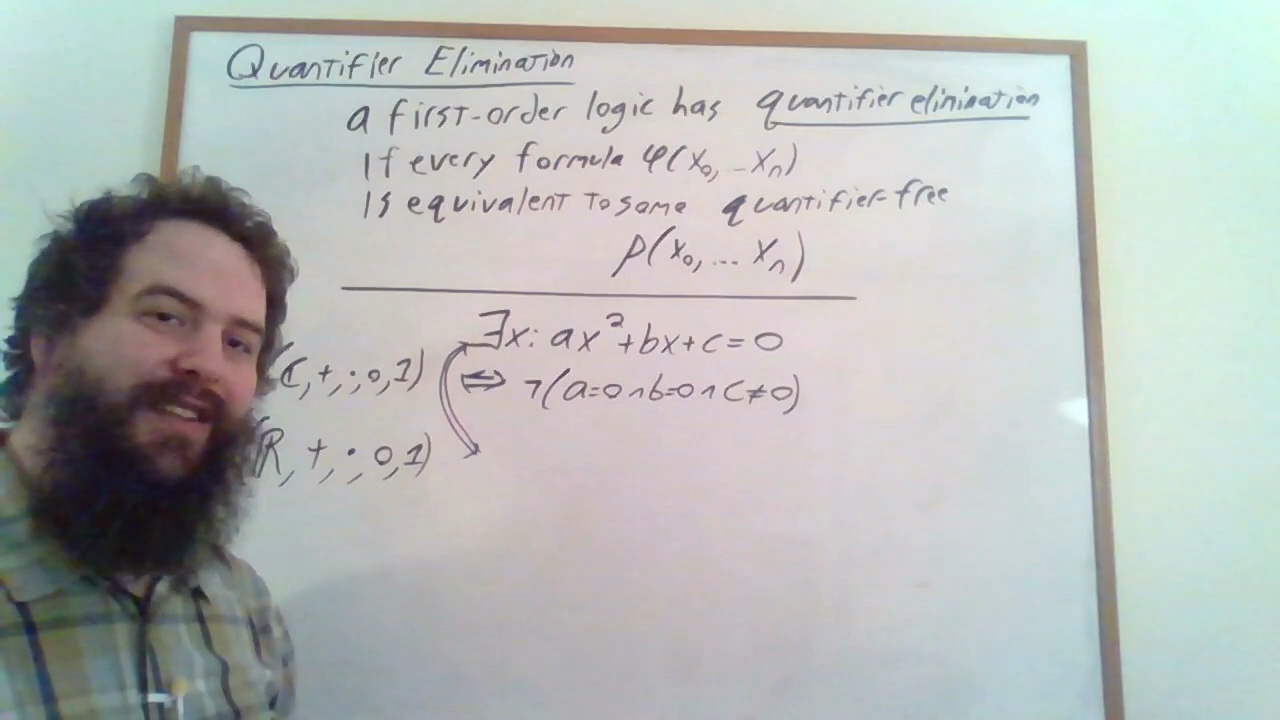 Quantifier Elimination
a first-order logic has quantifier elimination
if every formula φ(x₀, ..xₙ)
is equivalent to some quantifier-free
ρ(x₀, ... xₙ)
∃x: ax²+bx+c=0
(ℂ,+,·,0,1) ⇔ ¬(a=0∧b=0∧c≠0)
(ℝ,+,·,0,1)